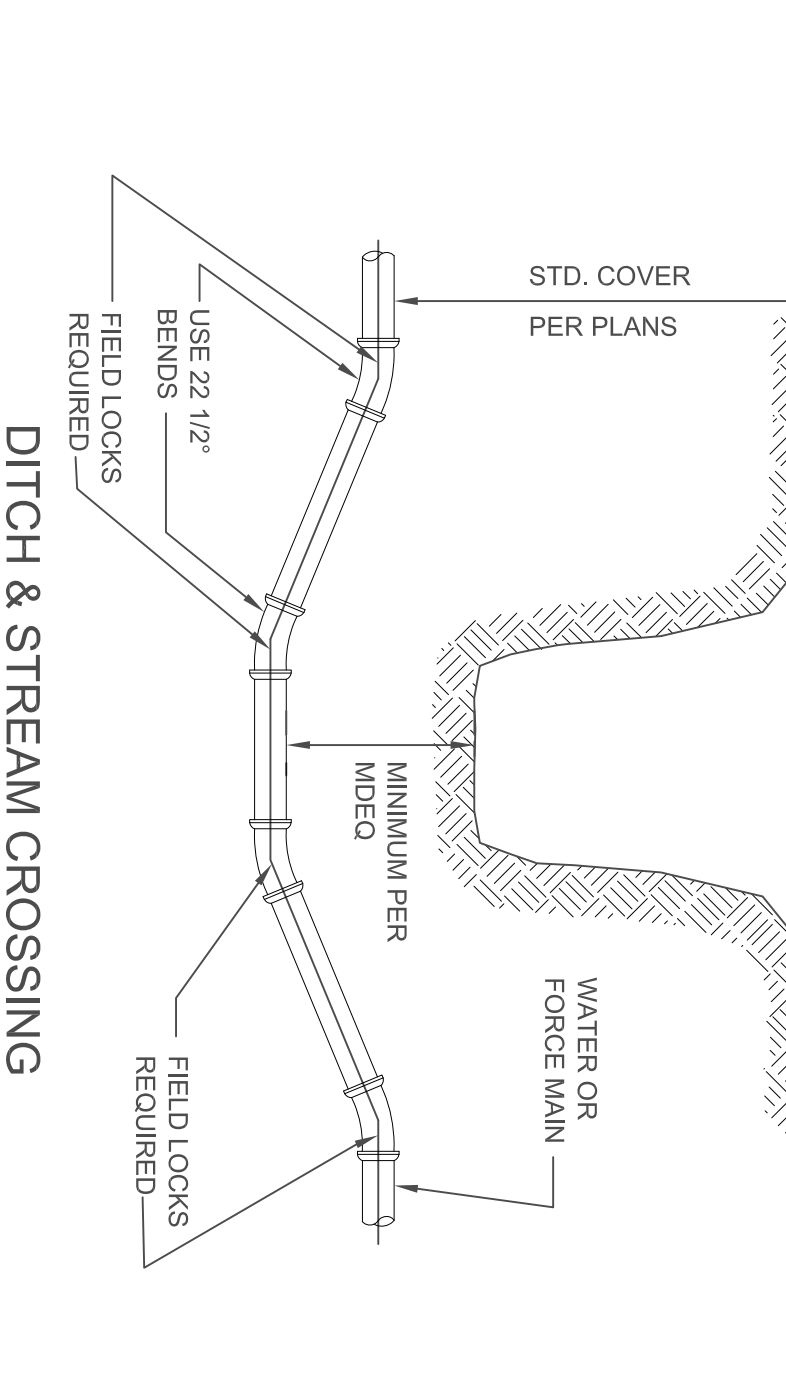 STD. COVER
PER PLANS
MINIMUM PER
MDEQ
WATER OR
FORCE MAIN
USE 22 1/2°
BENDS
FIELD LOCKS
REQUIRED
FIELD LOCKS
REQUIRED
DITCH & STREAM CROSSING